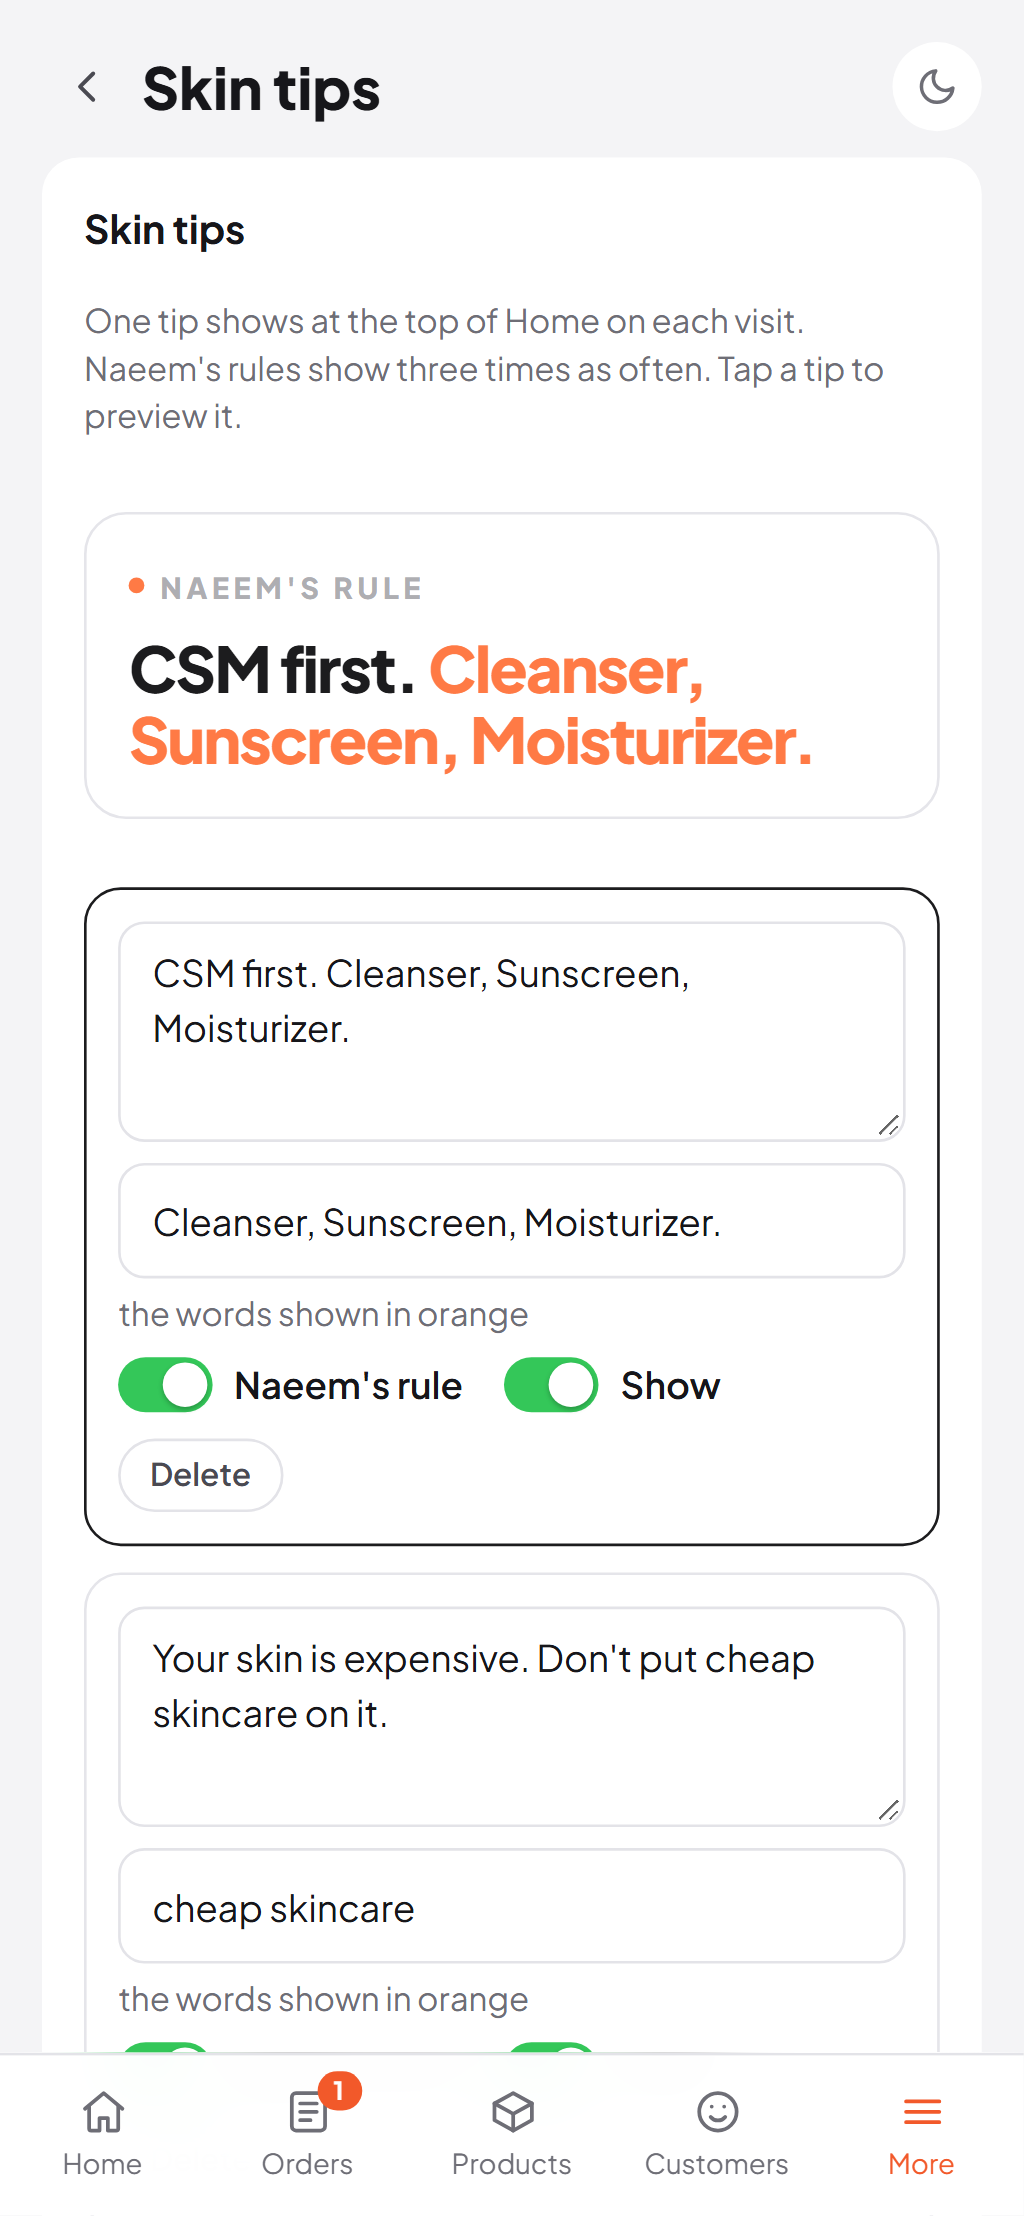 Skin tips
Skin tips
One tip shows at the top of Home on each visit.
Naeem's rules show three times as often. Tap a tip to
preview it.
NAEEM'S RULE
CSM first. Cleanser,
Sunscreen, Moisturizer.
CSM first. Cleanser, Sunscreen,
Moisturizer.
Cleanser, Sunscreen, Moisturizer.
the words shown in orange
Naeem's rule Show
Delete
Your skin is expensive. Don't put cheap
skincare on it.
cheap skincare
the words shown in orange
1
Home Orders Products Customers More